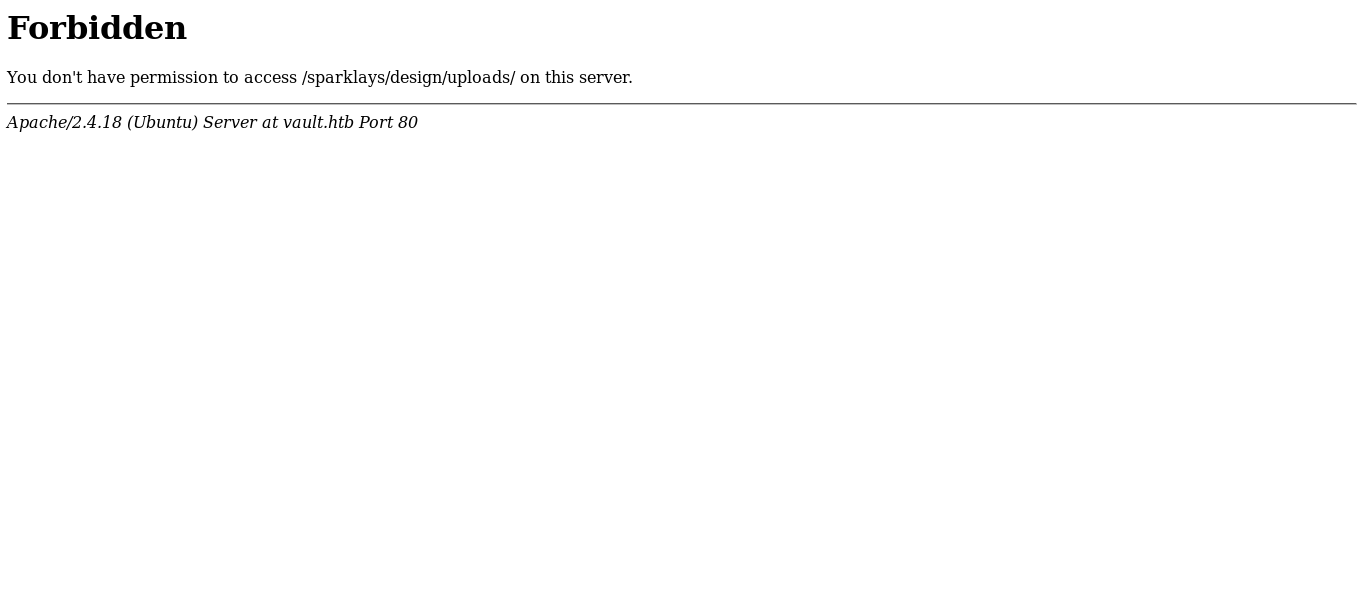 Forbidden
You don't have permission to access /sparklays/design/uploads/ on this server.
Apache/2.4.18 (Ubuntu) Server at vault.htb Port 80